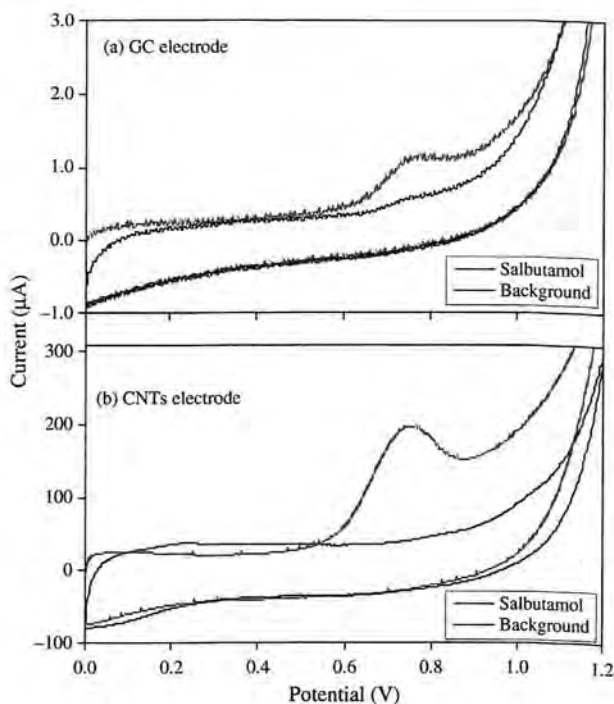 3.0
(a) GC electrode
2.0
1.0
0.0
Salbutamol
Background
−1.0
Current (μA)
300
(b) CNTs electrode
200
100
0
Salbutamol
Background
−100
0.0 0.2 0.4 0.6 0.8 1.0 1.2
Potential (V)